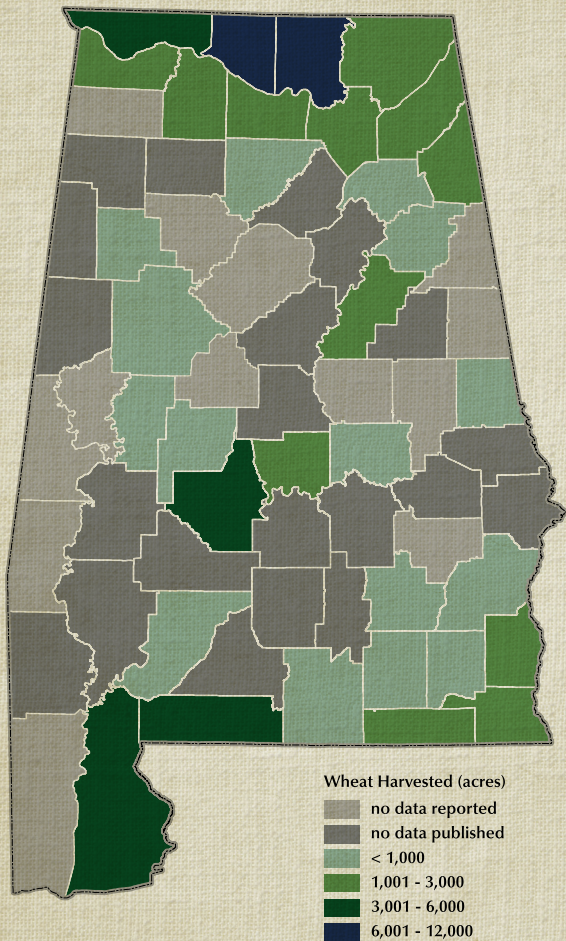 Wheat Harvested (acres)
no data reported
no data published
< 1,000
1,001 - 3,000
3,001 - 6,000
6,001 - 12,000